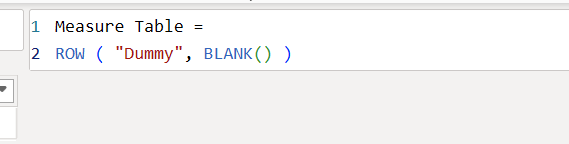 1 Measure Table =
2 ROW ( "Dummy", BLANK() )